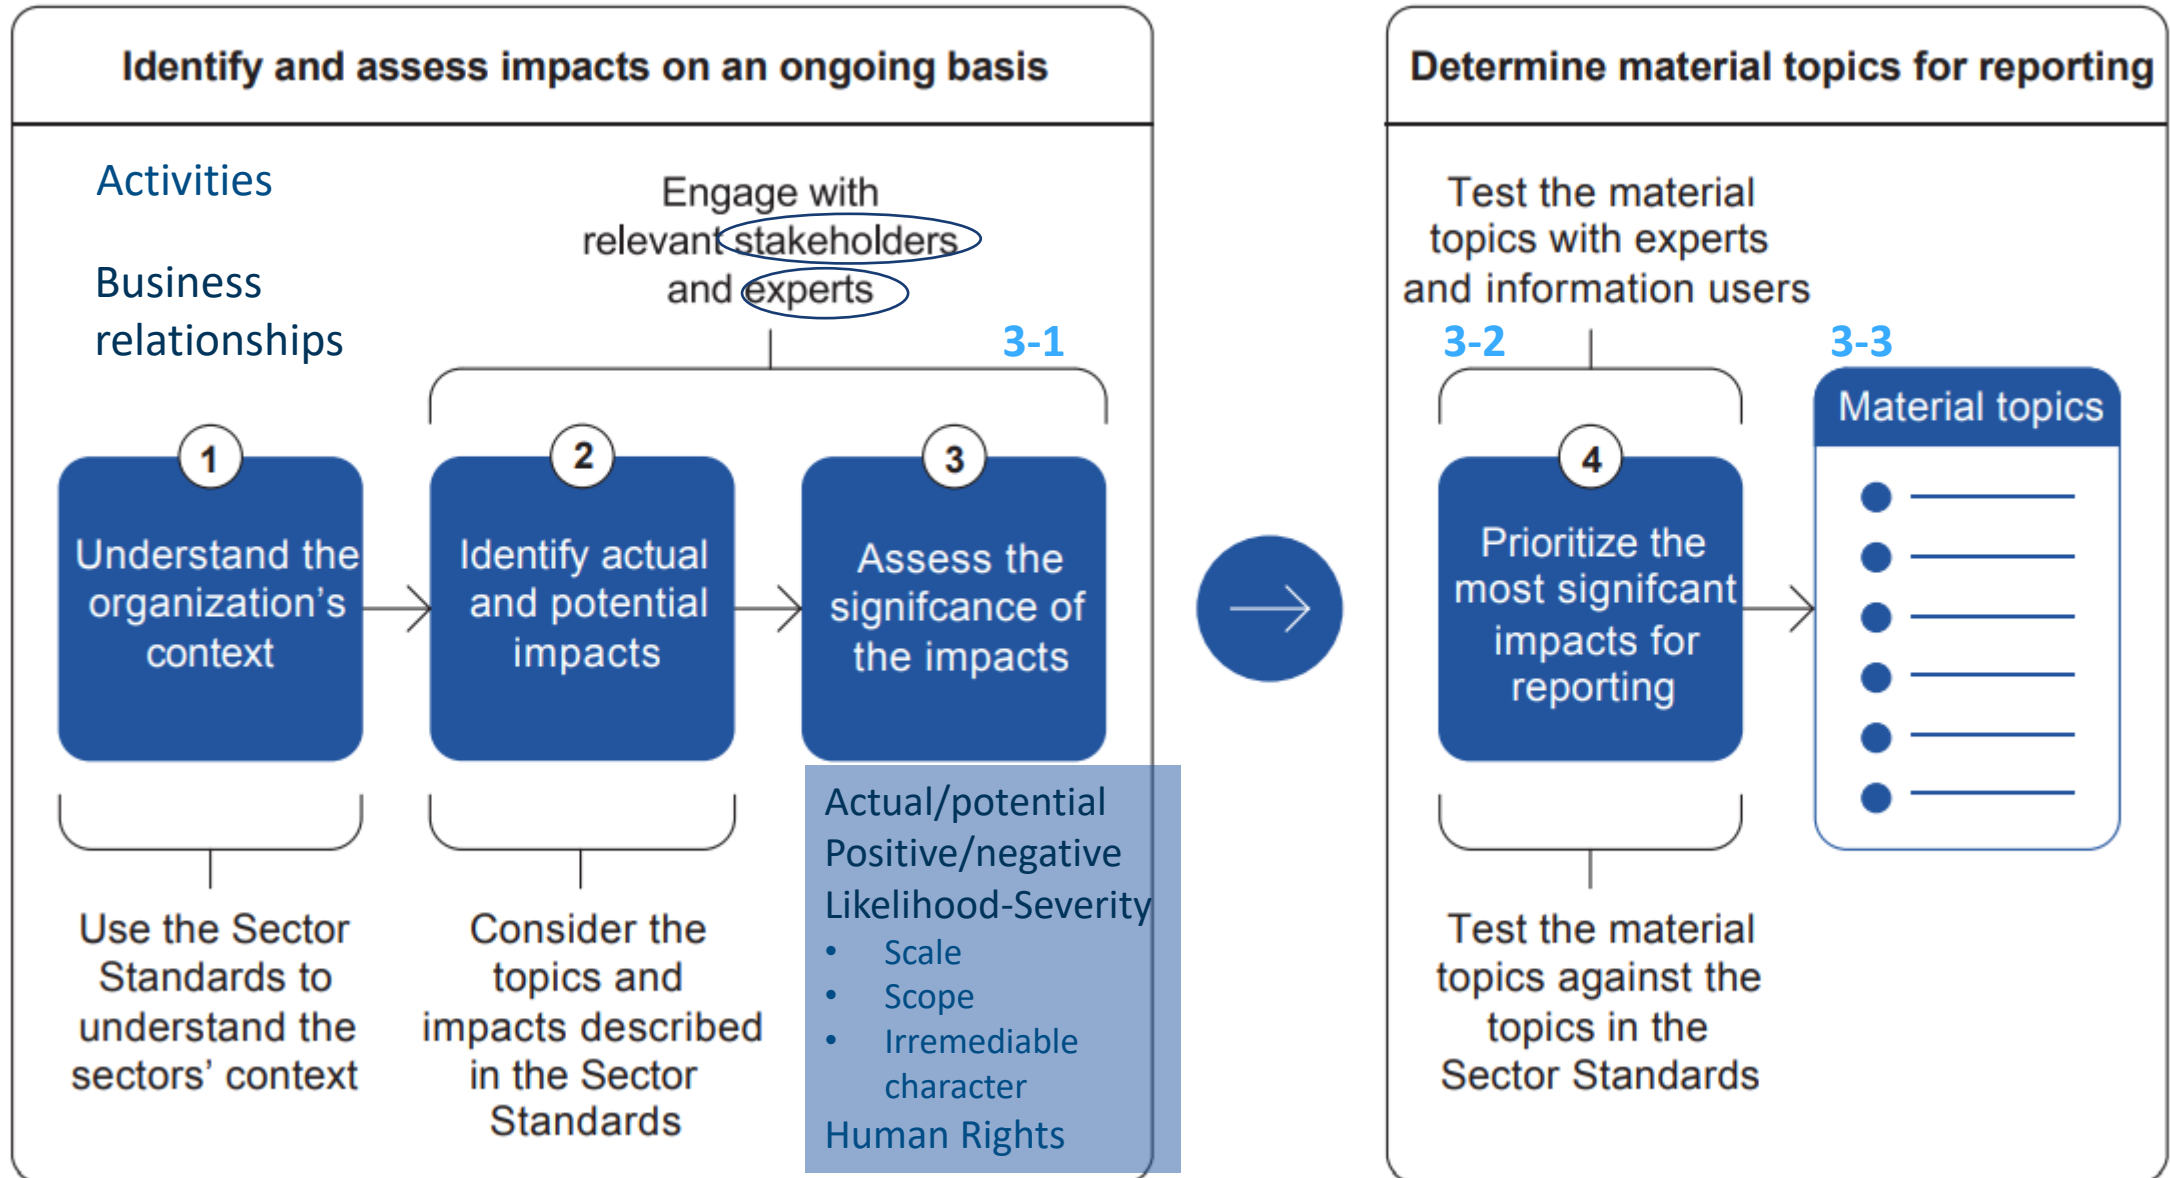 Identify and assess impacts on an ongoing basis
Activities
Business
relationships
Engage with
relevant stakeholders
and experts
3-1
1
Understand the
organization's
context
2
Identify actual
and potential
impacts
3
Assess the
signifcance of
the impacts
Use the Sector
Standards to
understand the
sectors' context
Consider the
topics and
impacts described
in the Sector
Standards
Actual/potential
Positive/negative
Likelihood-Severity
• Scale
• Scope
• Irremediable
character
Human Rights
Determine material topics for reporting
Test the material
topics with experts
and information users
3-2
4
Prioritize the
most signifcant
impacts for
reporting
Test the material
topics against the
topics in the
Sector Standards
3-3
Material topics